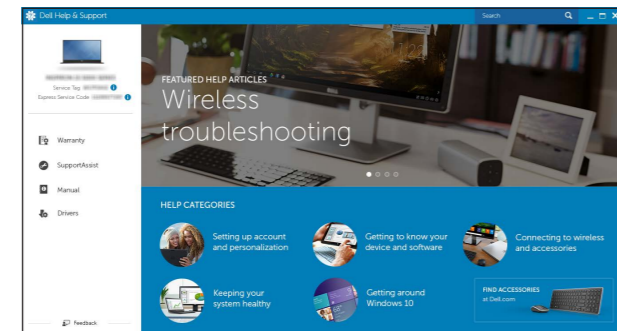 Dell Help & Support
Search
Service Tag:
Express Service Code:
Warranty
SupportAssist
Manual
Drivers
Feedback
FEATURED HELP ARTICLES
Wireless
troubleshooting
HELP CATEGORIES
Setting up account
and personalization
Getting to know your
device and software
Connecting to wireless
and accessories
Keeping your
system healthy
Getting around
Windows 10
FIND ACCESSORIES
at Dell.com